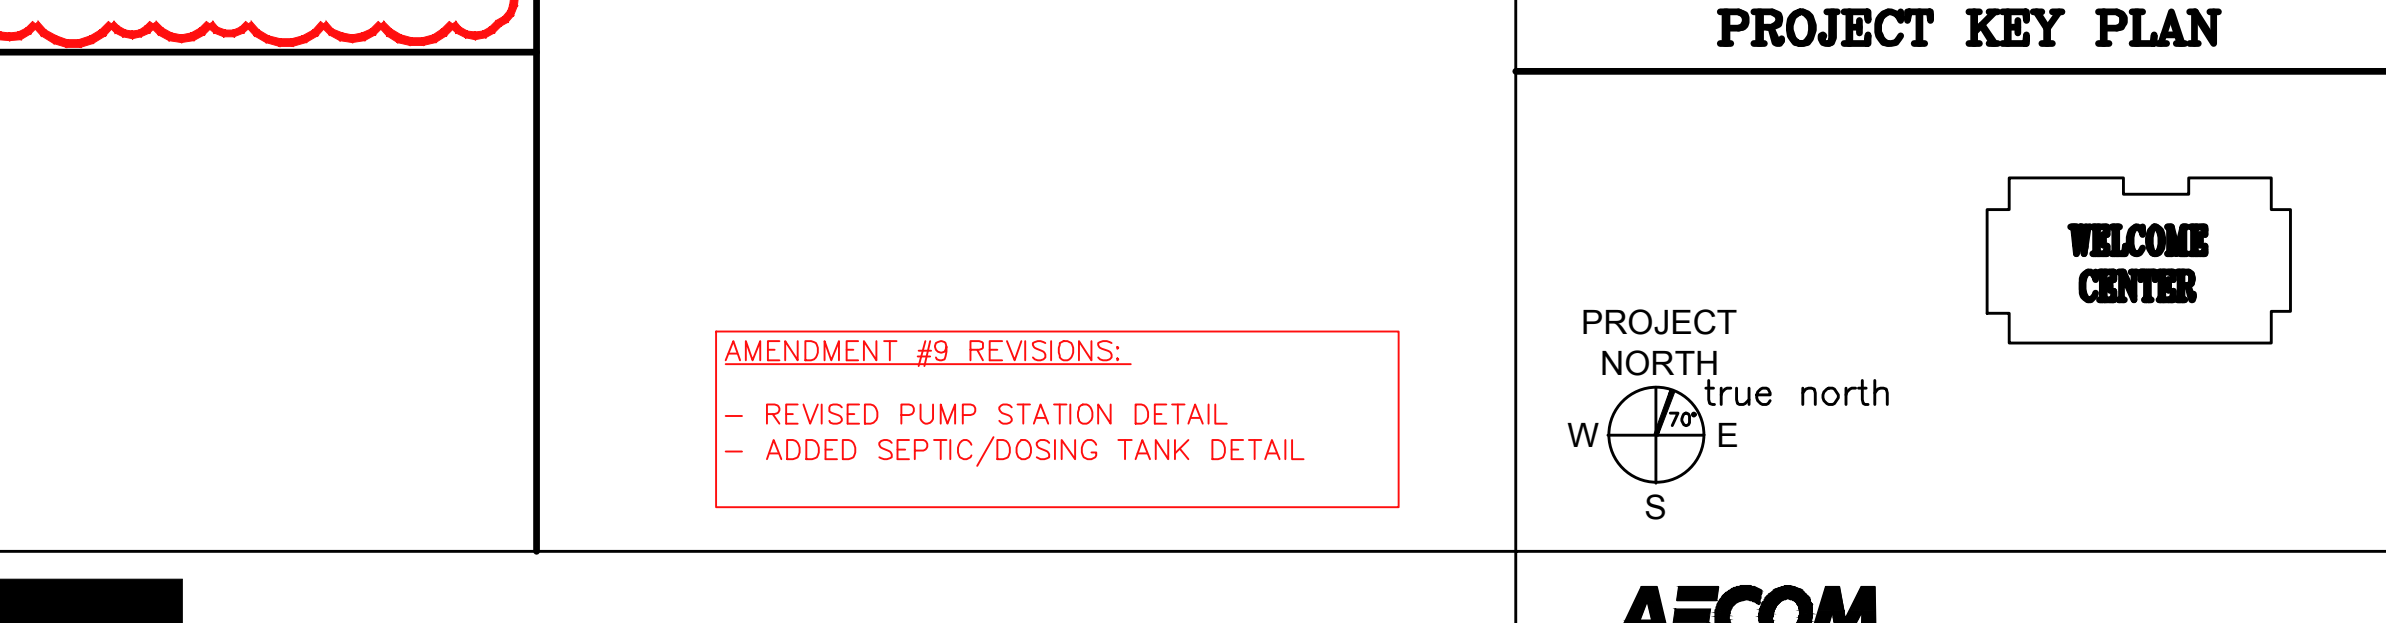 PROJECT KEY PLAN
WELCOME
CENTER
AMENDMENT #9 REVISIONS:
– REVISED PUMP STATION DETAIL
– ADDED SEPTIC/DOSING TANK DETAIL
PROJECT
NORTH
true north
70°
W E
S
AECOM